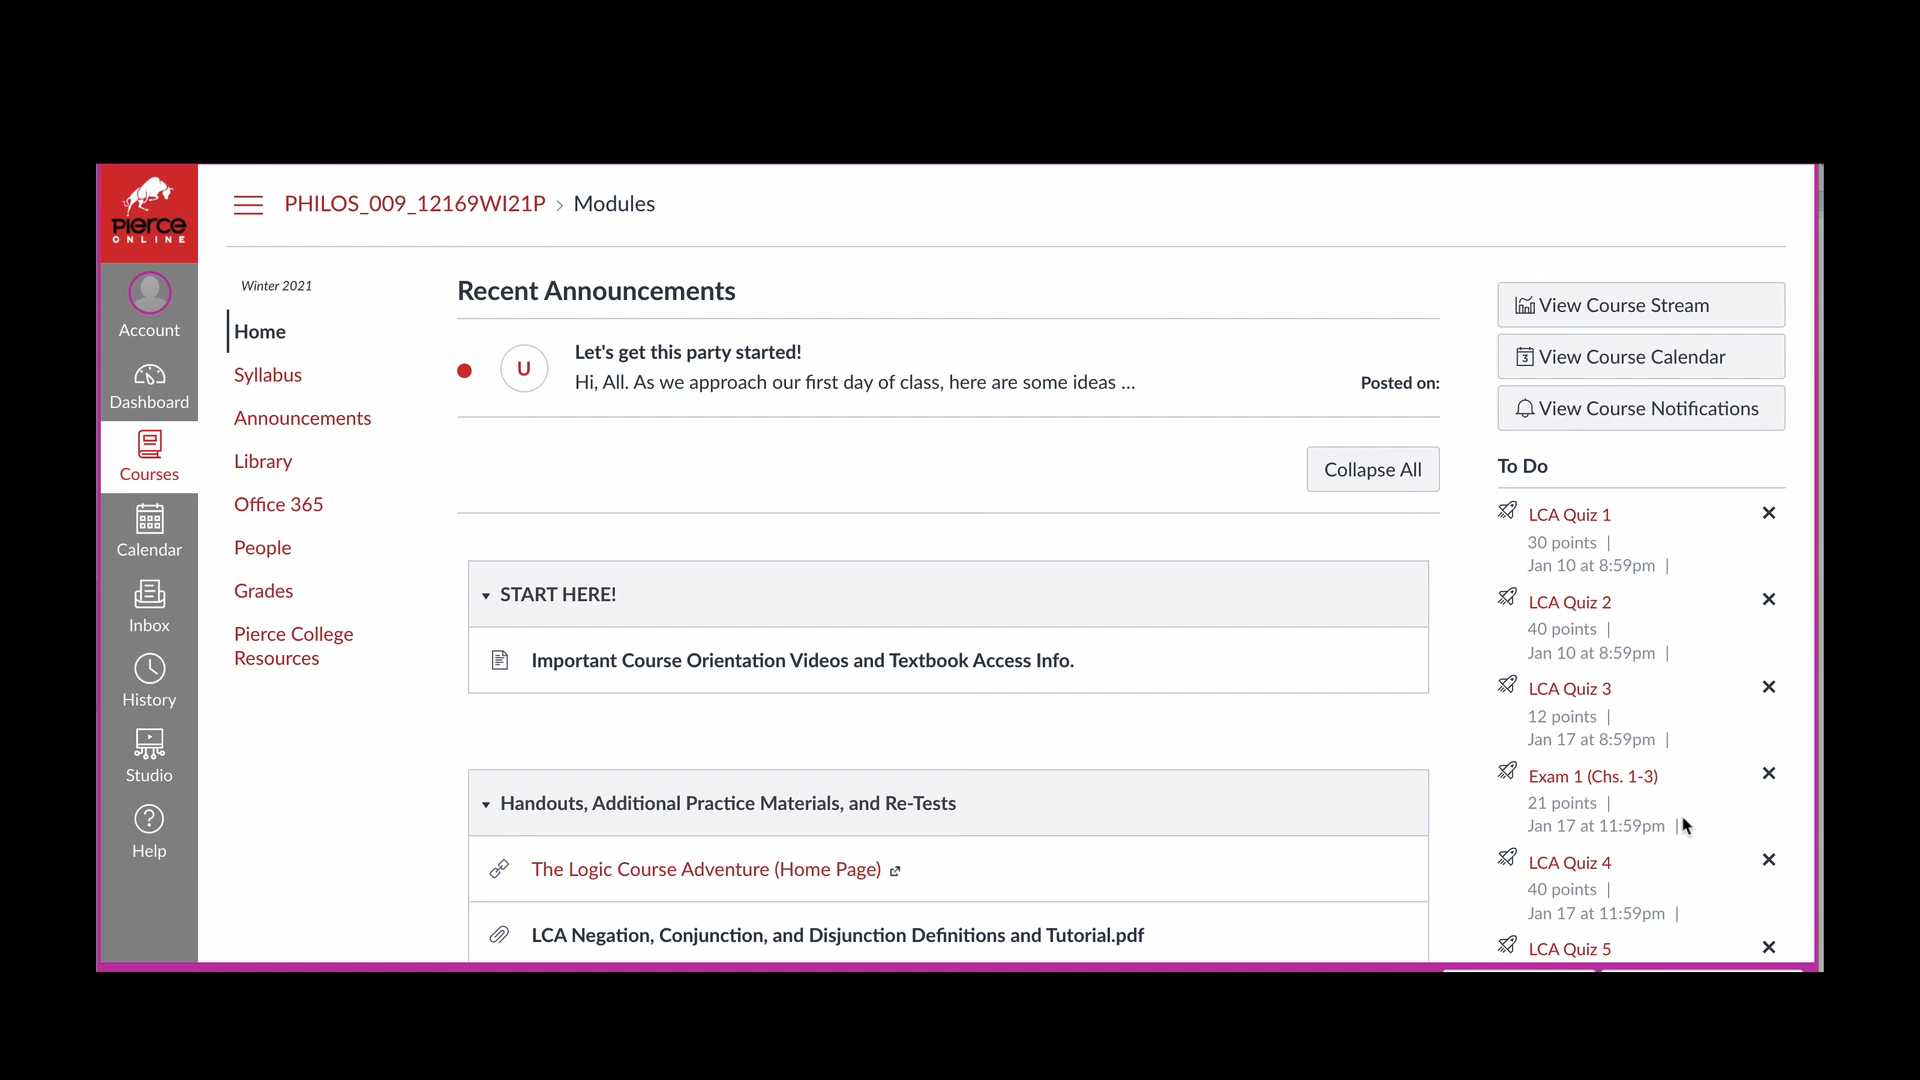 PIERCE
ONLINE
Account
Dashboard
Courses
Calendar
Inbox
History
Studio
Help
PHILOS_009_12169WI21P › Modules
Winter 2021
Home
Syllabus
Announcements
Library
Office 365
People
Grades
Pierce College
Resources
Recent Announcements
U
Let's get this party started!
Hi, All. As we approach our first day of class, here are some ideas ...
Posted on:
Collapse All
START HERE!
Important Course Orientation Videos and Textbook Access Info.
Handouts, Additional Practice Materials, and Re-Tests
The Logic Course Adventure (Home Page)
LCA Negation, Conjunction, and Disjunction Definitions and Tutorial.pdf
View Course Stream
3 View Course Calendar
View Course Notifications
To Do
LCA Quiz 1
30 points |
Jan 10 at 8:59pm |
LCA Quiz 2
40 points |
Jan 10 at 8:59pm |
LCA Quiz 3
12 points |
Jan 17 at 8:59pm |
Exam 1 (Chs. 1-3)
21 points |
Jan 17 at 11:59pm |
LCA Quiz 4
40 points |
Jan 17 at 11:59pm |
LCA Quiz 5